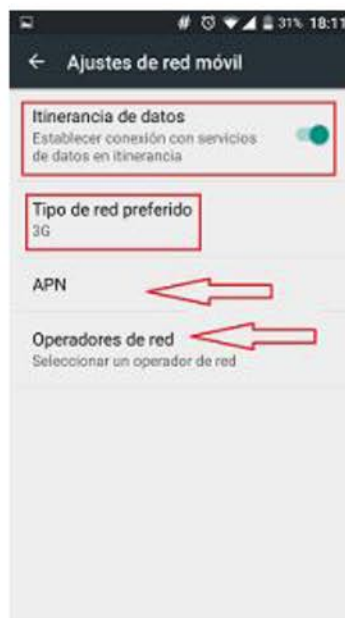 # 31% 18:11
← Ajustes de red móvil
Itinerancia de datos
Establecer conexión con servicios
de datos en itinerancia
Tipo de red preferido
3G
APN
Operadores de red
Seleccionar un operador de red